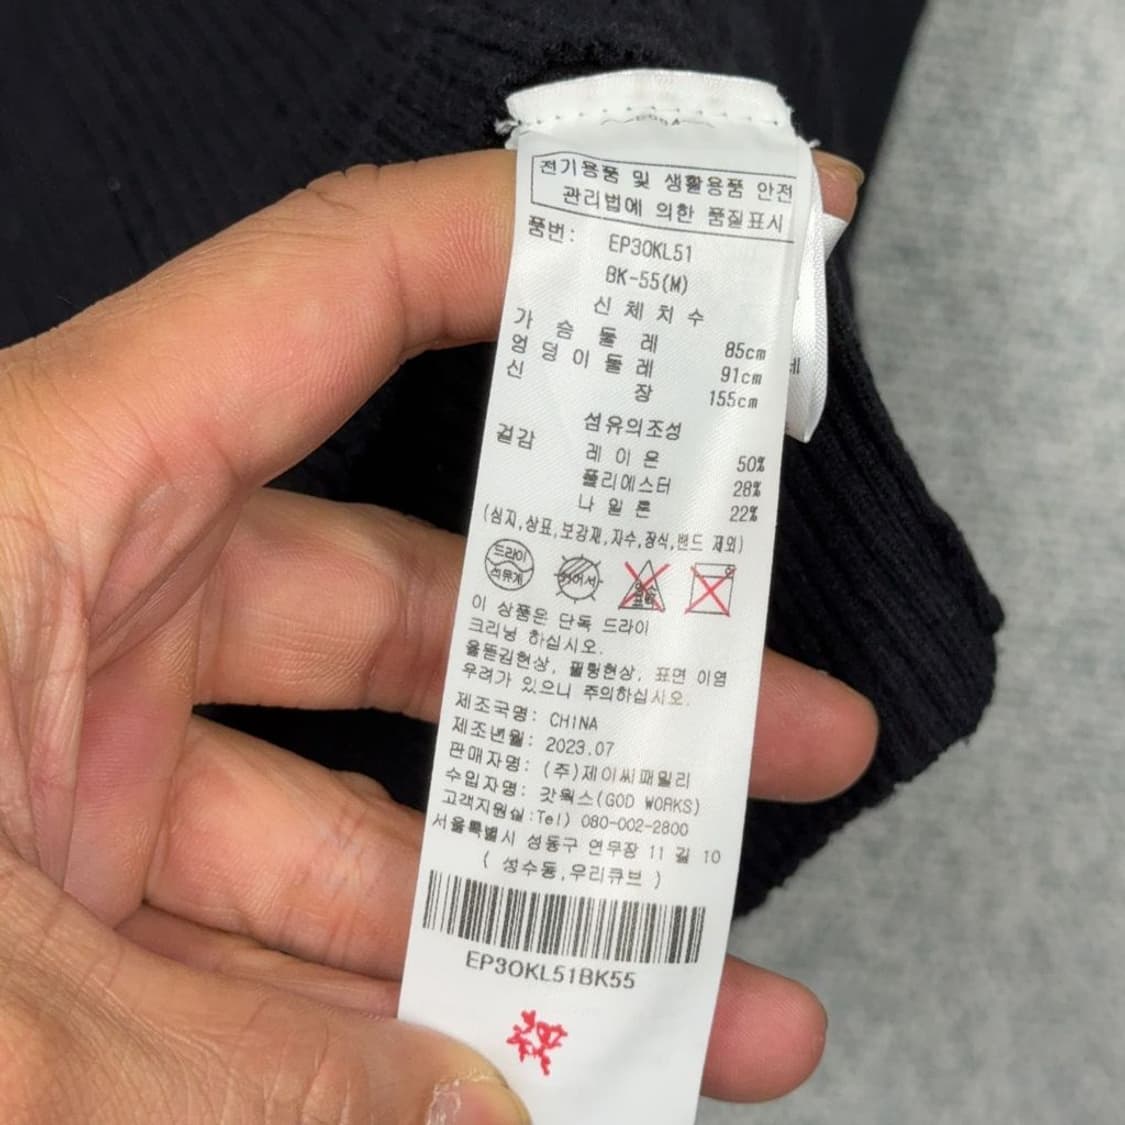 전기용품 및 생활용품 안전
관리법에 의한 품질표시
품번: EP3OKL51
BK-55(M)
신체치수
가슴둘레 85cm
엉덩이둘레 91cm
신장 155cm
섬유의조성
겉감 레이온 50%
폴리에스터 28%
나일론 22%
(심지,상표,보강재,자수,장식,밴드 제외)
드라이
석유계
이 상품은 단독 드라이
크리닝 하십시오.
올뜯김현상, 필링현상, 표면 이염
우려가 있으니 주의하십시오.
제조국명: CHINA
제조년월: 2023.07
판매자명: (주)제이씨패밀리
수입자명: 갓웍스(GOD WORKS)
고객지원실:Tel) 080-002-2800
서울특별시 성동구 연무장 11 길 10
( 성수동,우리큐브 )
EP3OKL51BK55